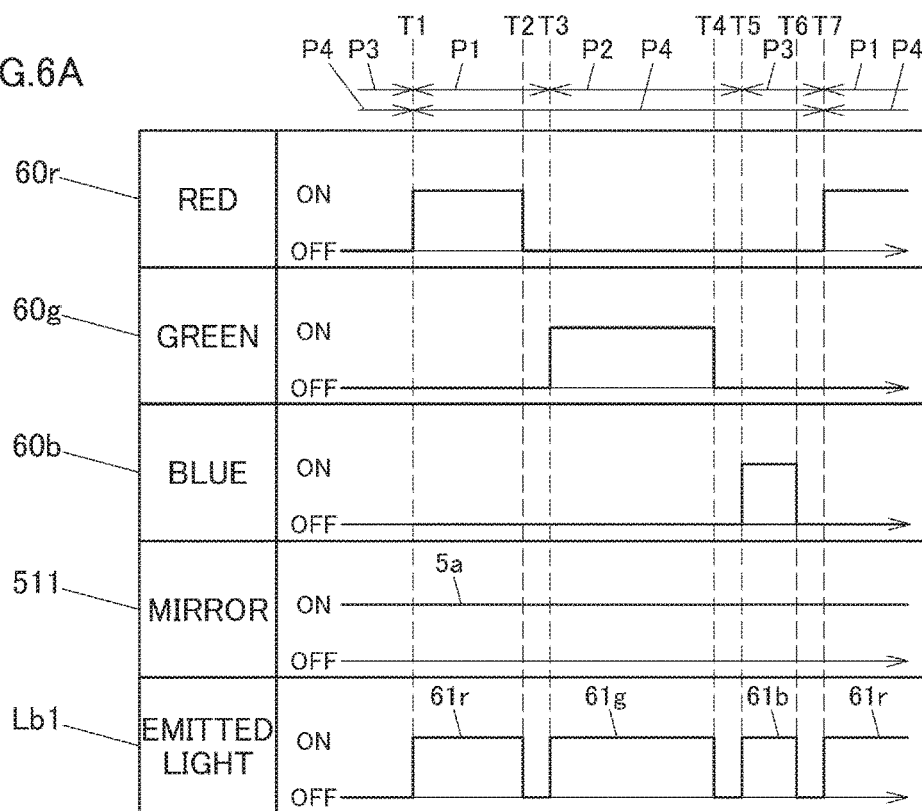 G.6A
T1 T2 T3 T4 T5 T6 T7
P4 P3 P1 P2 P4 P3 P1 P4
60r RED ON
OFF
60g GREEN ON
OFF
60b BLUE ON
OFF
511 MIRROR ON 5a
OFF
Lb1 EMITTED LIGHT ON 61r 61g 61b 61r
OFF